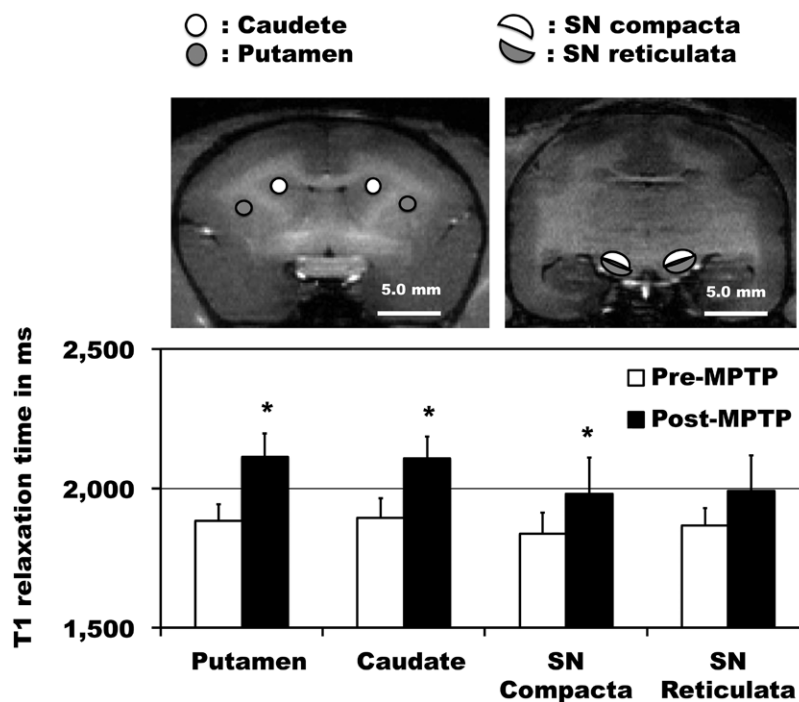 : Caudete
: Putamen
: SN compacta
: SN reticulata
5.0 mm
5.0 mm
T1 relaxation time in ms
2,500
2,000
1,500
Pre-MPTP
Post-MPTP
*
*
*
Putamen
Caudate
SN
Compacta
SN
Reticulata